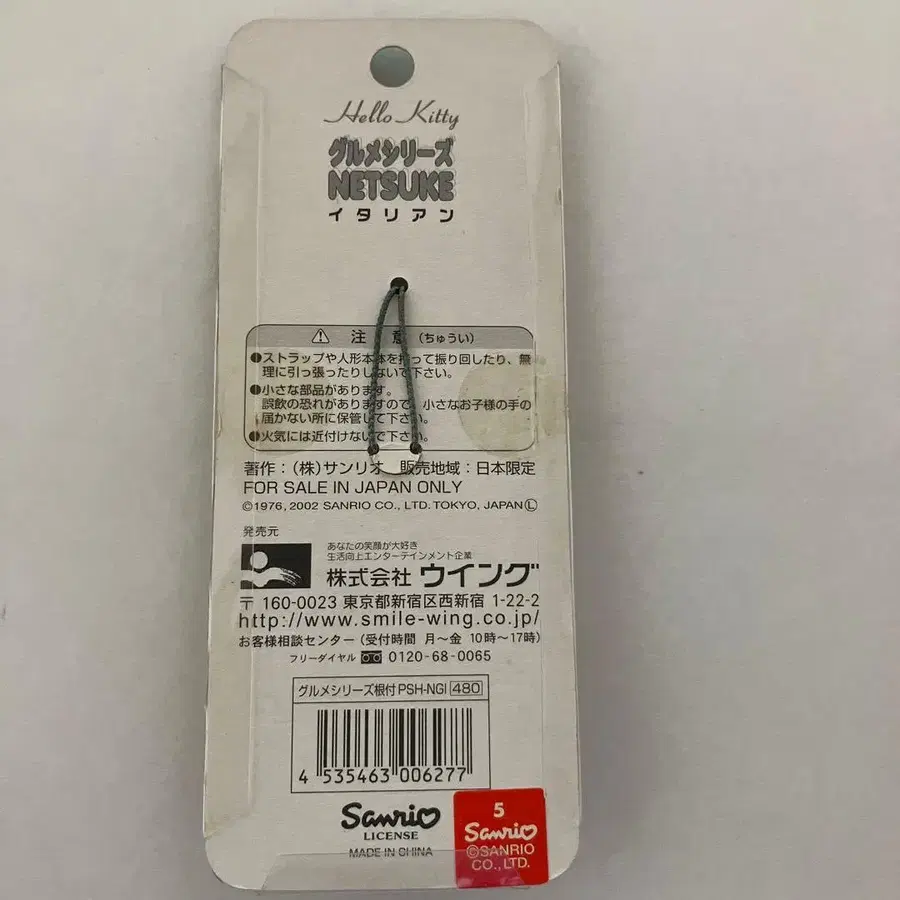 Hello Kitty
グルメシリーズ
NETSUKE
イタリアン
⚠ 注 意 (ちゅうい)
●ストラップや人形本体を持って振り回したり、無
理に引っ張ったりしないで下さい。
●小さな部品があります。
誤飲の恐れがありますので、小さなお子様の手の
届かない所に保管して下さい。
●火気には近付けないで下さい。
著作：(株)サンリオ 販売地域：日本限定
FOR SALE IN JAPAN ONLY
©1976, 2002 SANRIO CO., LTD. TOKYO, JAPAN Ⓛ
発売元
あなたの笑顔が大好き
生活向上エンターテインメント企業
株式会社 ウイング
〒 160-0023 東京都新宿区西新宿 1-22-2
http://www.smile-wing.co.jp/
お客様相談センター (受付時間 月〜金 10時〜17時)
フリーダイヤル 0120-68-0065
グルメシリーズ根付 PSH-NGI 480
4 535463 006277
Sanrio
LICENSE
MADE IN CHINA
5
Sanrio
©SANRIO
CO., LTD.